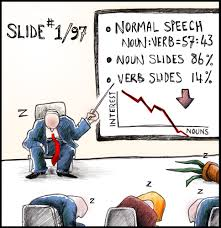 SLIDE #1/97
• NORMAL SPEECH
NOUN:VERB=57:43
• NOUN SLIDES 86%
• VERB SLIDES 14%
INTEREST
NOUNS
Z
Z
Z
Z
Z